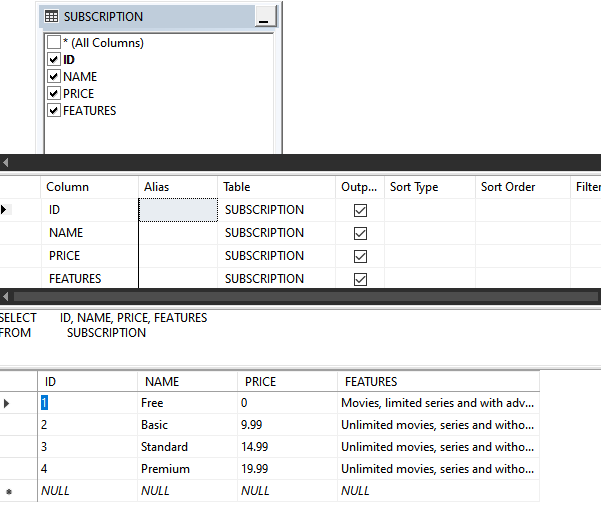 SUBSCRIPTION
* (All Columns)
ID
NAME
PRICE
FEATURES
Column Alias Table Outp... Sort Type Sort Order Filter
ID SUBSCRIPTION
NAME SUBSCRIPTION
PRICE SUBSCRIPTION
FEATURES SUBSCRIPTION
SELECT ID, NAME, PRICE, FEATURES
FROM SUBSCRIPTION
ID NAME PRICE FEATURES
1 Free 0 Movies, limited series and with adv...
2 Basic 9.99 Unlimited movies, series and witho...
3 Standard 14.99 Unlimited movies, series and witho...
4 Premium 19.99 Unlimited movies, series and witho...
NULL NULL NULL NULL